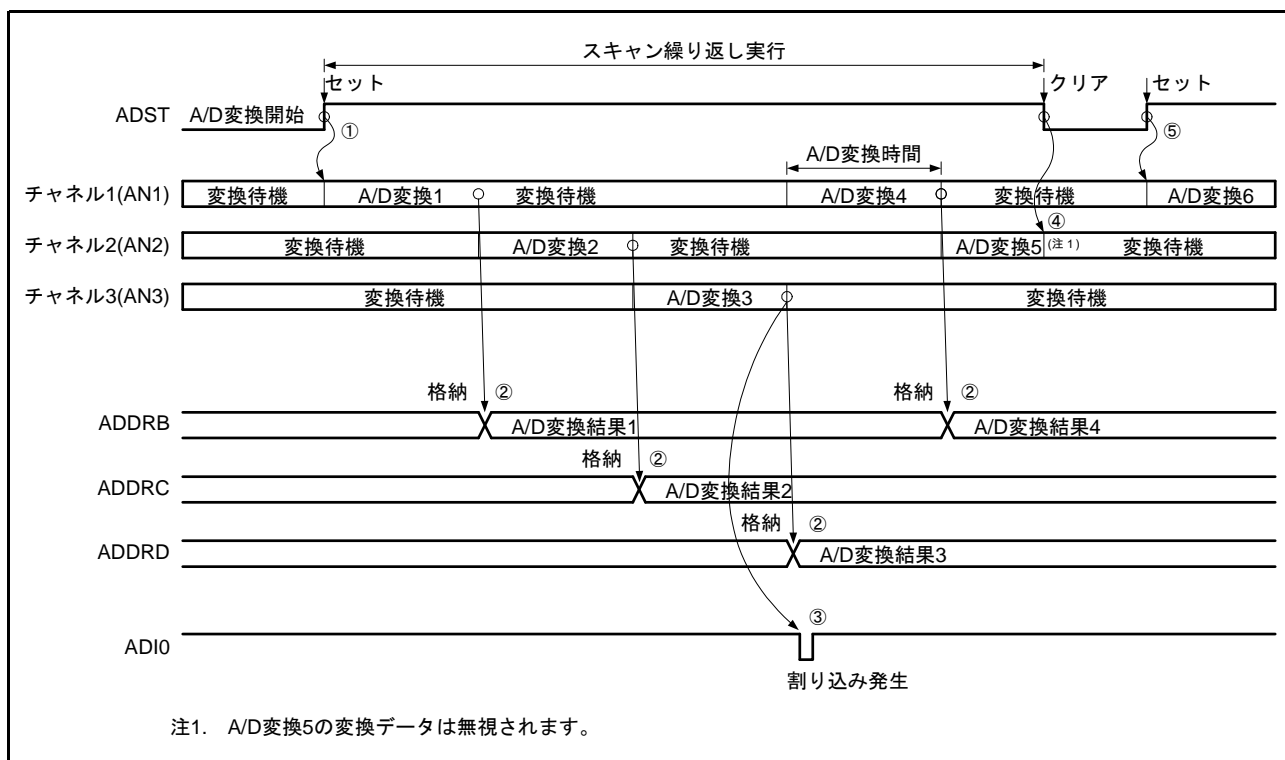 スキャン繰り返し実行
セット クリア セット
ADST A/D変換開始 ① ⑤
A/D変換時間
チャネル1(AN1) 変換待機 A/D変換1 変換待機 A/D変換4 変換待機 A/D変換6
④
チャネル2(AN2) 変換待機 A/D変換2 変換待機 A/D変換5 (注1) 変換待機
チャネル3(AN3) 変換待機 A/D変換3 変換待機
格納 ② 格納 ②
ADDRB A/D変換結果1 A/D変換結果4
格納 ②
ADDRC A/D変換結果2
格納 ②
ADDRD A/D変換結果3
③
ADI0
割り込み発生
注1. A/D変換5の変換データは無視されます。